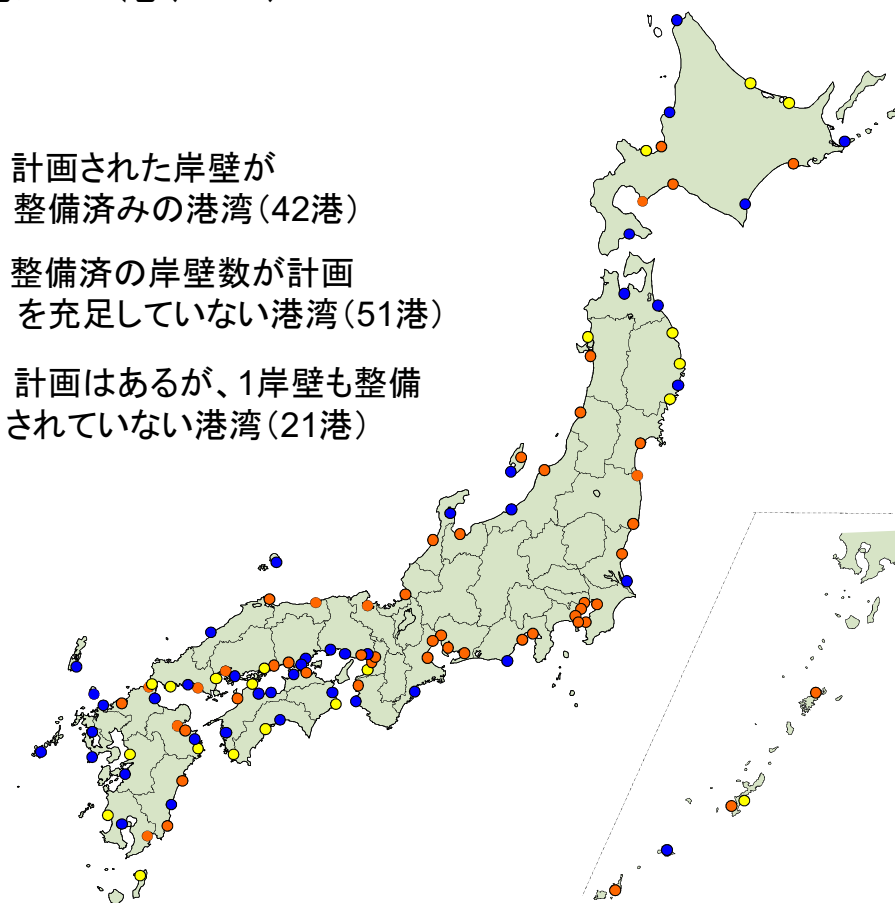 計画された岸壁が
整備済みの港湾（42港）
整備済の岸壁数が計画
を充足していない港湾（51港）
計画はあるが、1岸壁も整備
されていない港湾（21港）